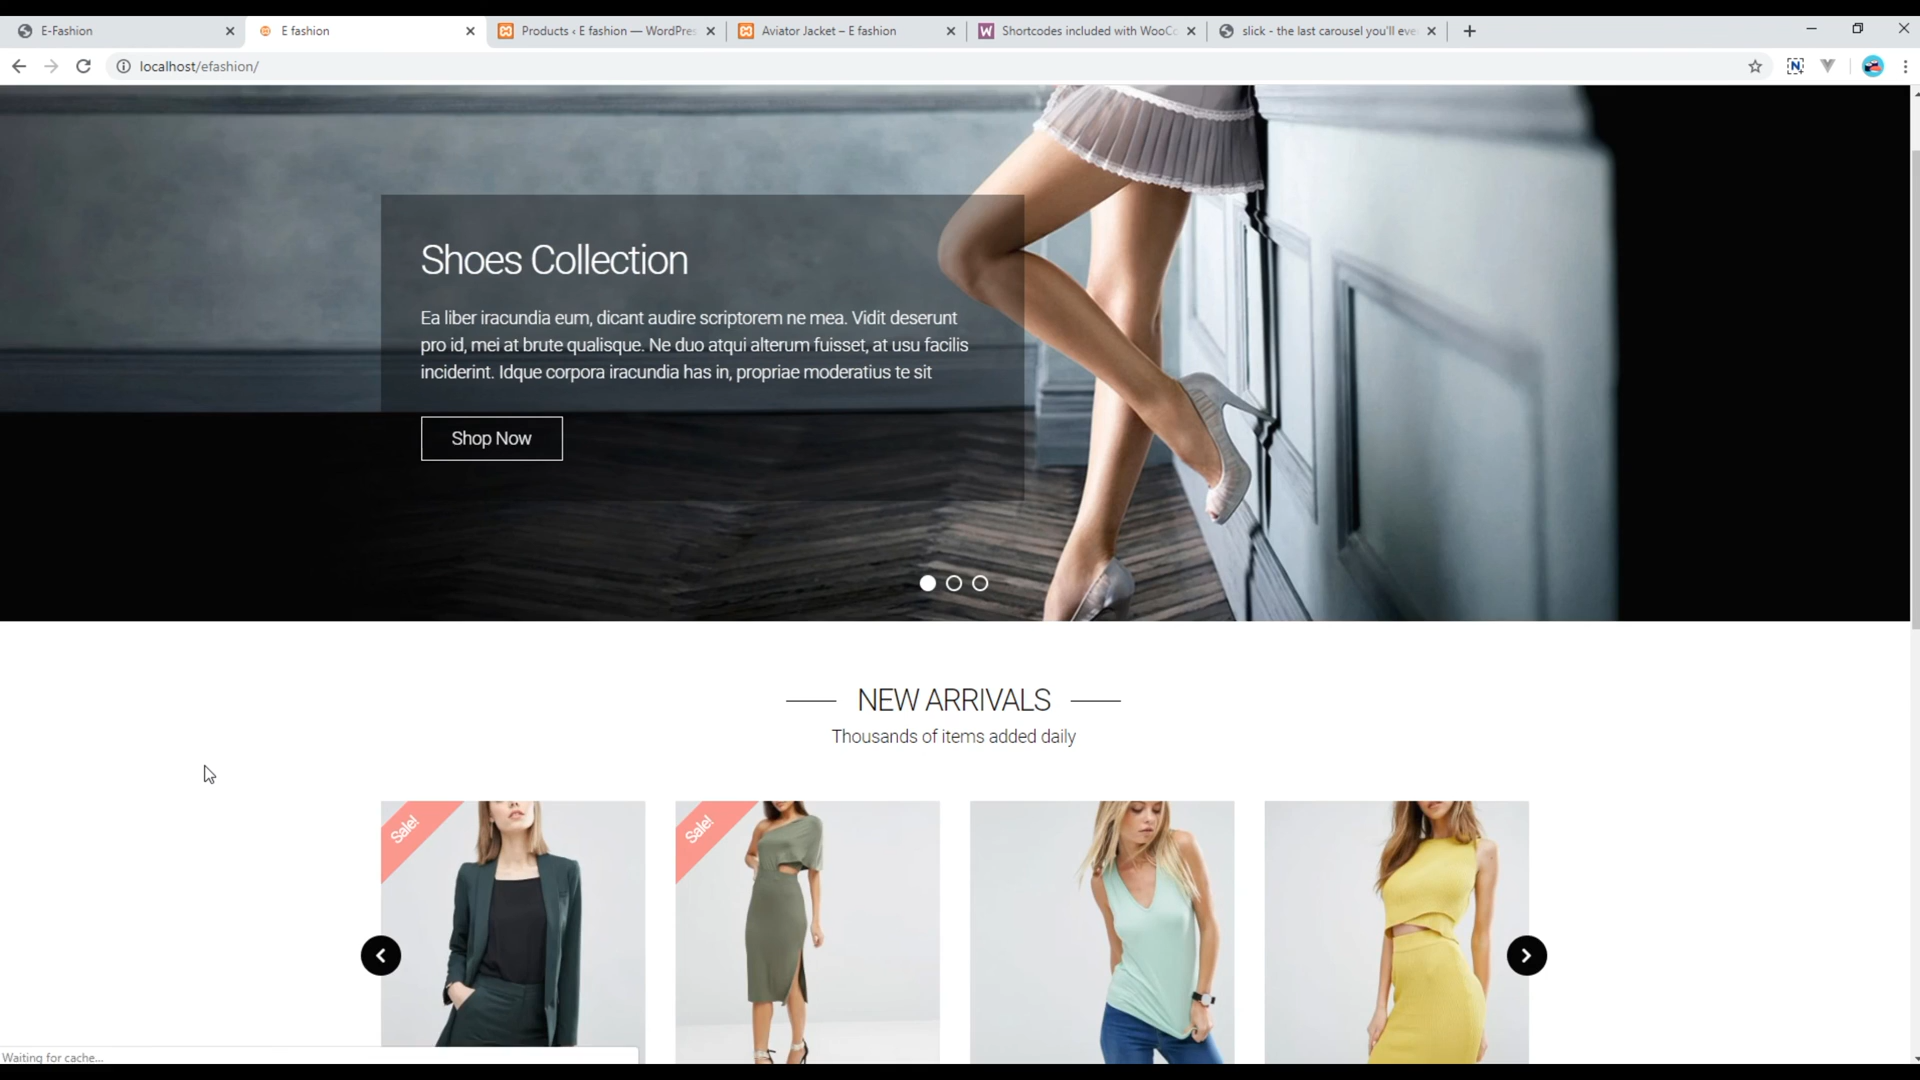 E-Fashion
E fashion
Products ‹ E fashion — WordPres
Aviator Jacket – E fashion
Shortcodes included with WooCo
slick - the last carousel you'll eve
localhost/efashion/
Shoes Collection
Ea liber iracundia eum, dicant audire scriptorem ne mea. Vidit deserunt
pro id, mei at brute qualisque. Ne duo atqui alterum fuisset, at usu facilis
inciderint. Idque corpora iracundia has in, propriae moderatius te sit
Shop Now
NEW ARRIVALS
Thousands of items added daily
Sale!
Sale!
Waiting for cache...